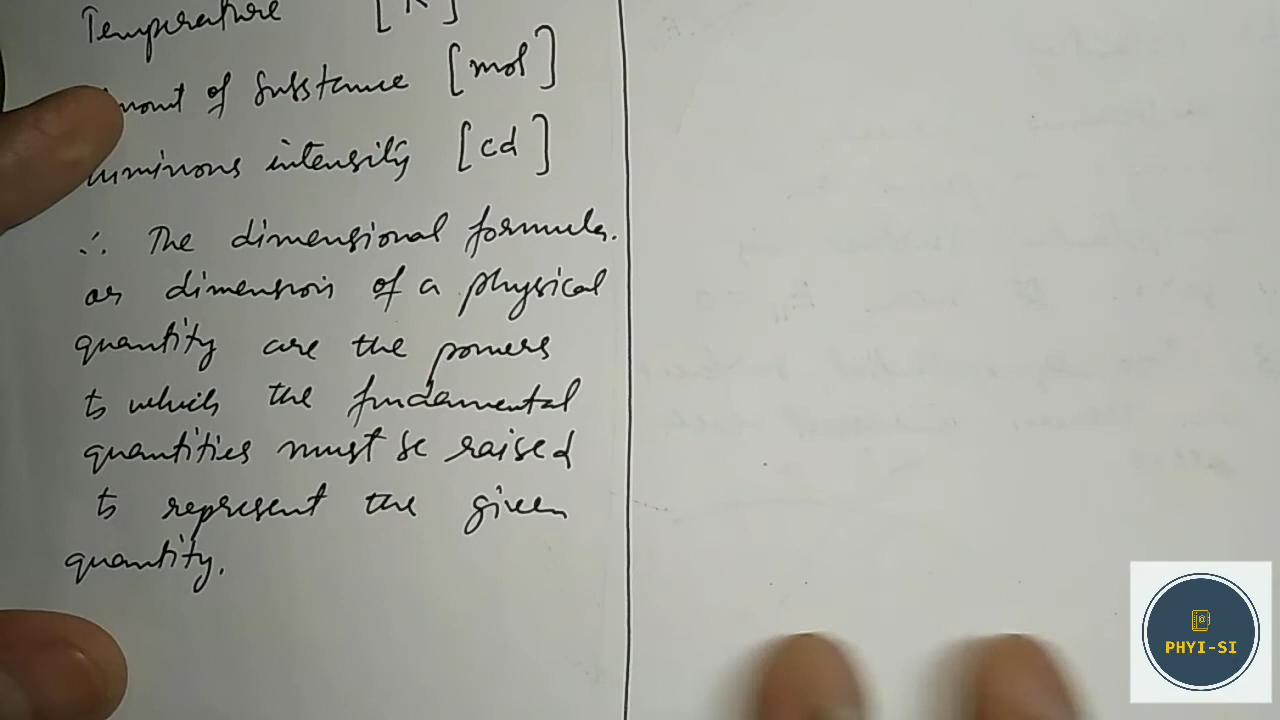 Temperature [K]
amount of Substance [mol]
luminous intensity [cd]
∴ The dimensional formula.
or dimension of a physical
quantity are the powers
to which the fundamental
quantities must be raised
to represent the given
quantity.
PHYI-SI